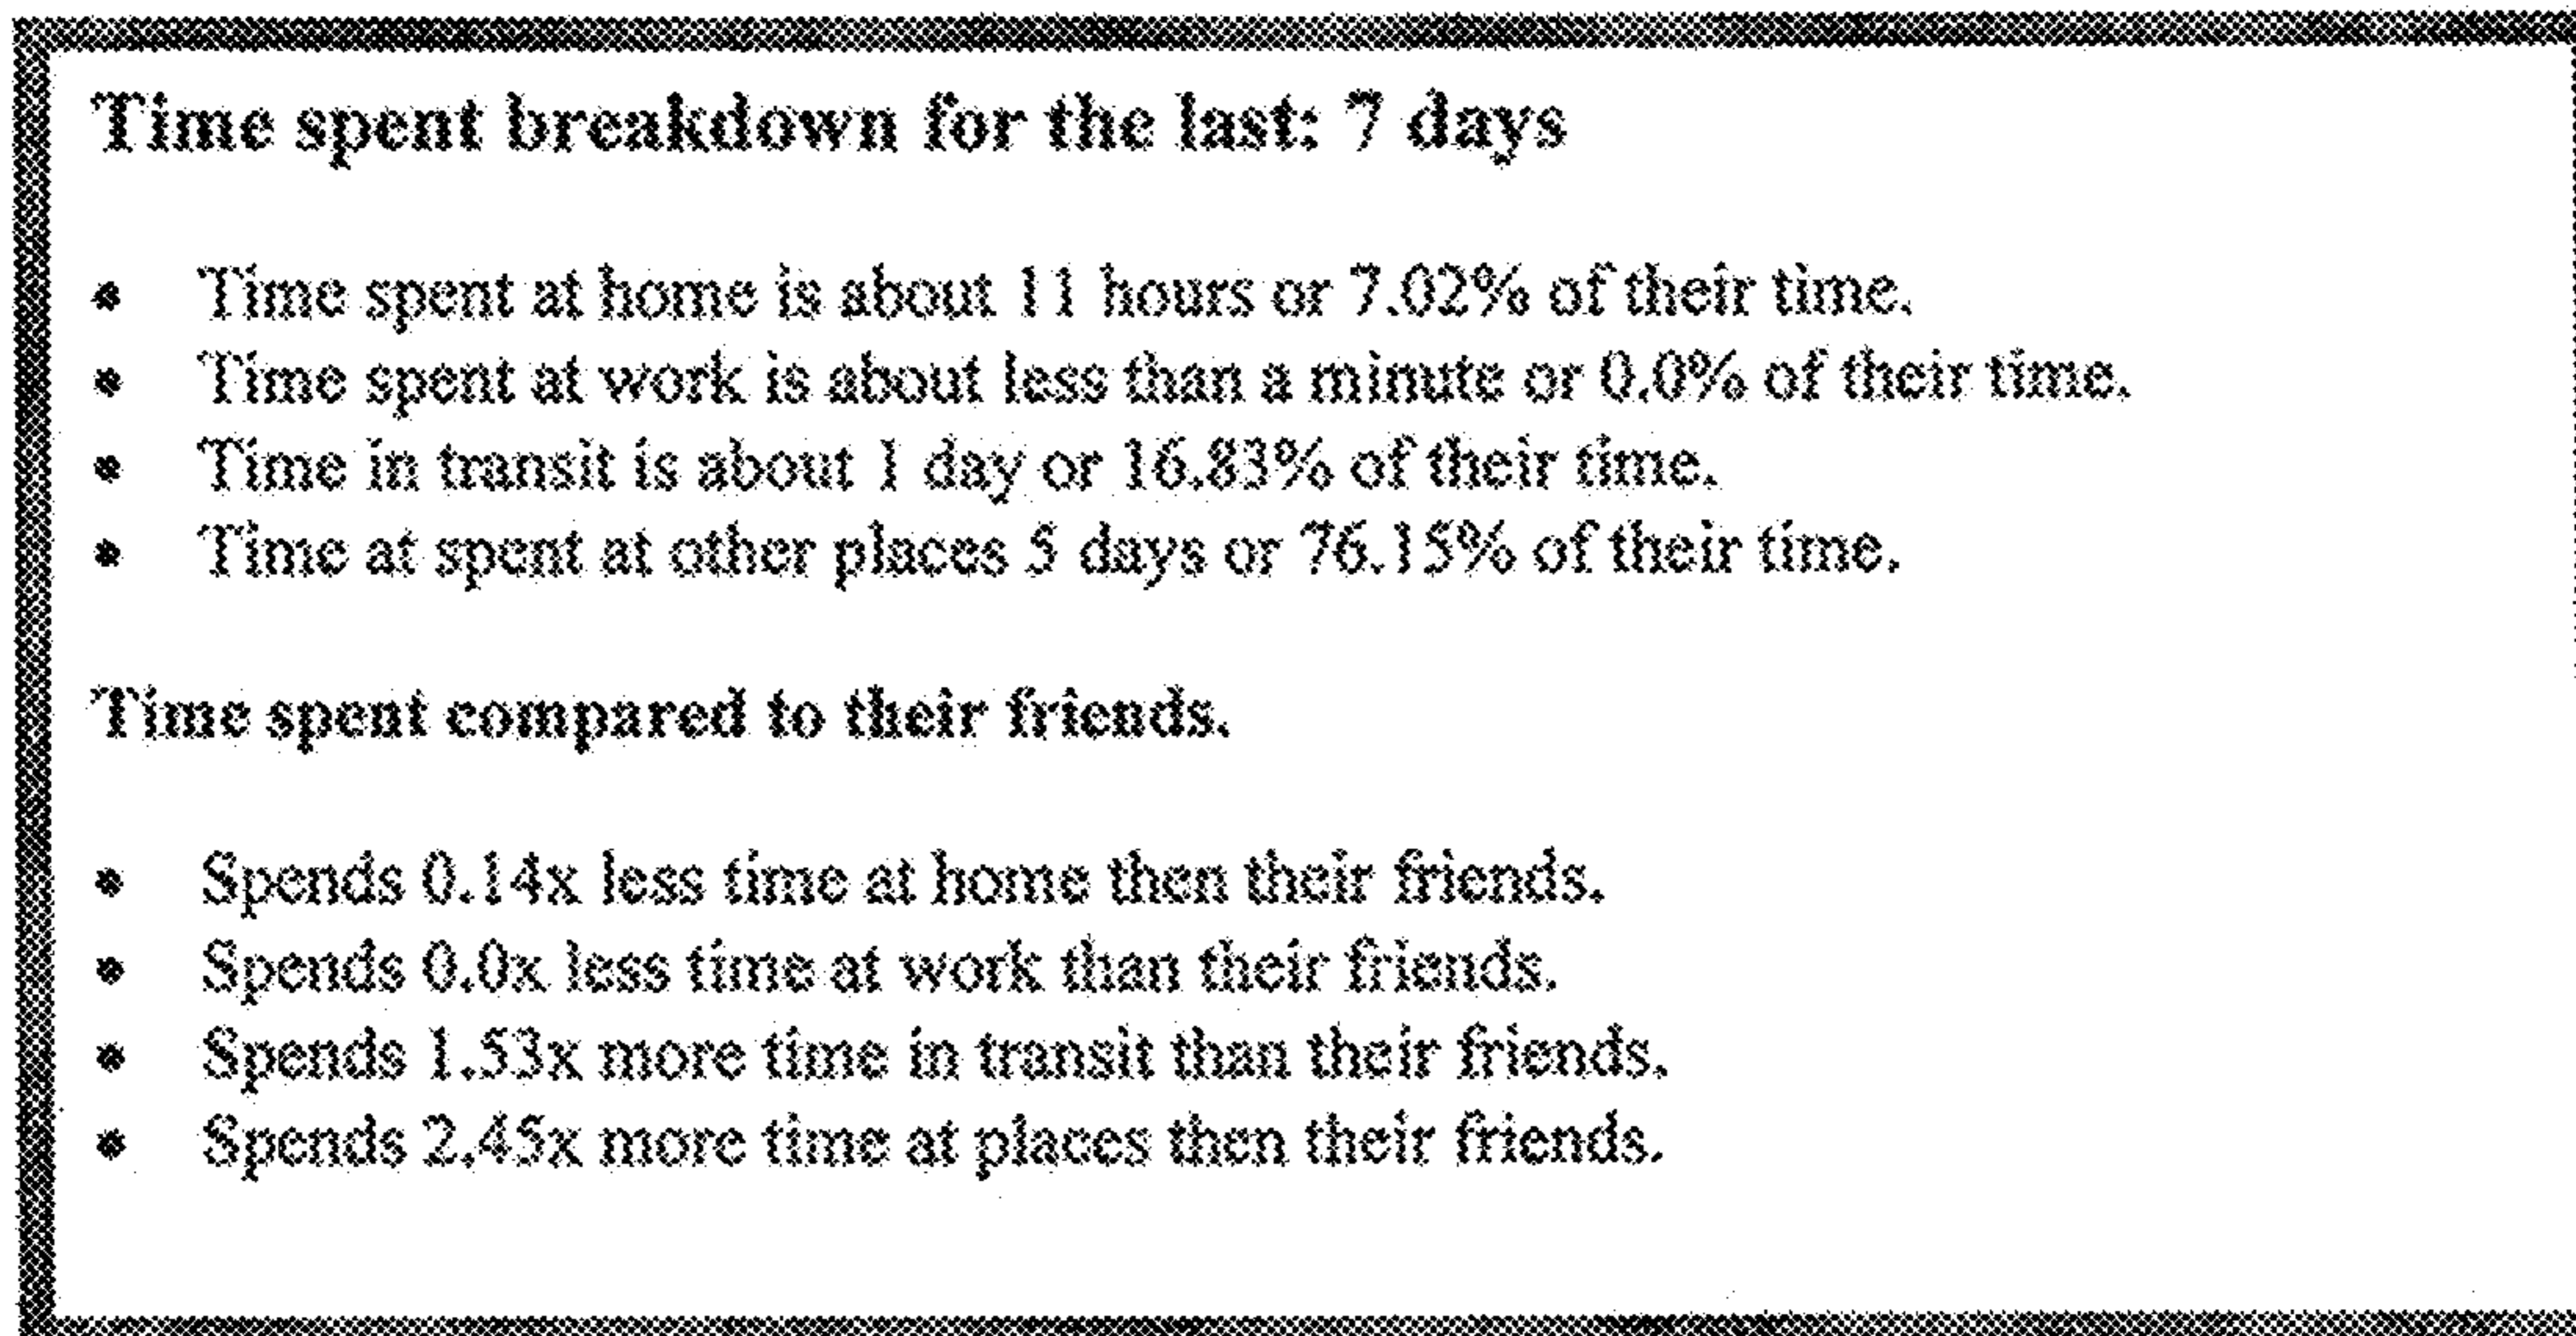 Time spent breakdown for the last: 7 days
• Time spent at home is about 11 hours or 7.02% of their time.
• Time spent at work is about less than a minute or 0.0% of their time.
• Time in transit is about 1 day or 16.83% of their time.
• Time at spent at other places 5 days or 76.15% of their time.
Time spent compared to their friends.
• Spends 0.14x less time at home then their friends.
• Spends 0.0x less time at work than their friends.
• Spends 1.53x more time in transit than their friends.
• Spends 2.45x more time at places then their friends.